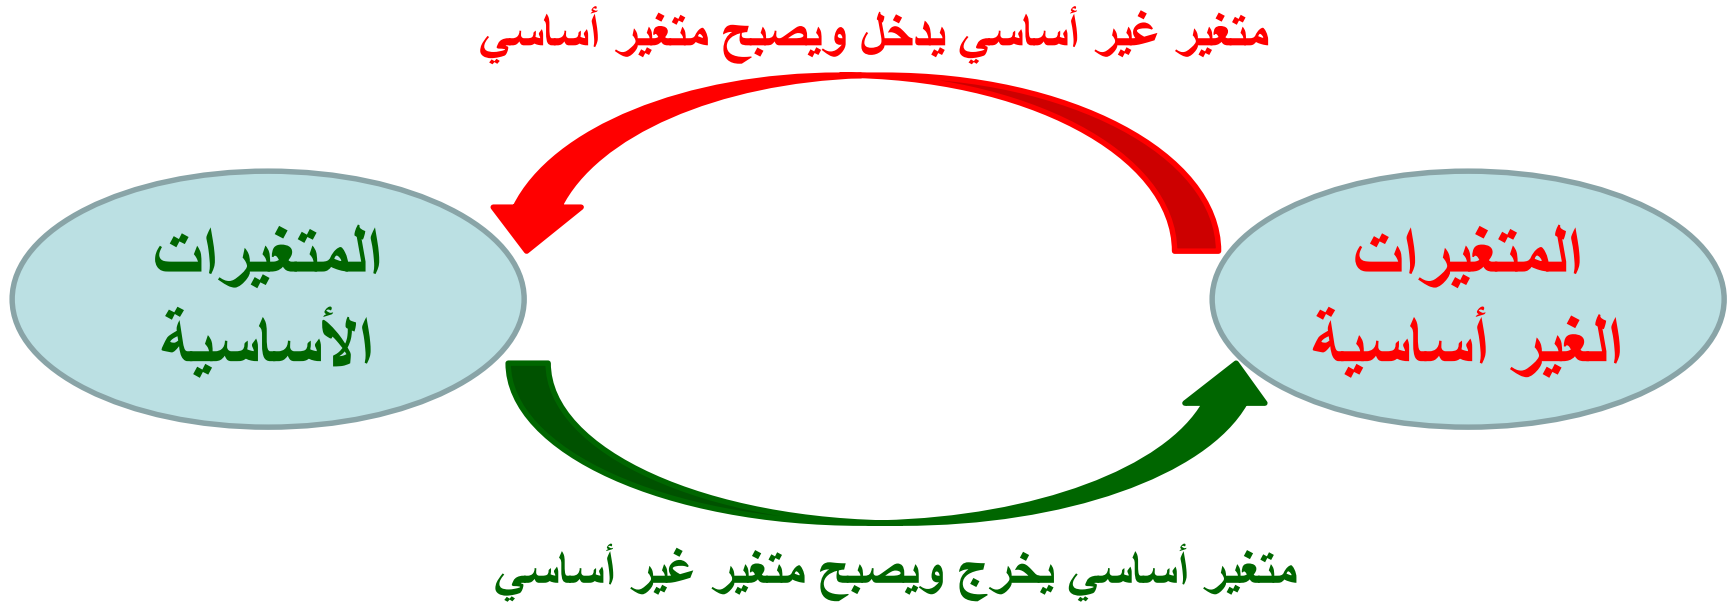 متغير غير أساسي يدخل ويصبح متغير أساسي
المتغيرات
الغير أساسية
المتغيرات
الأساسية
متغير أساسي يخرج ويصبح متغير غير أساسي